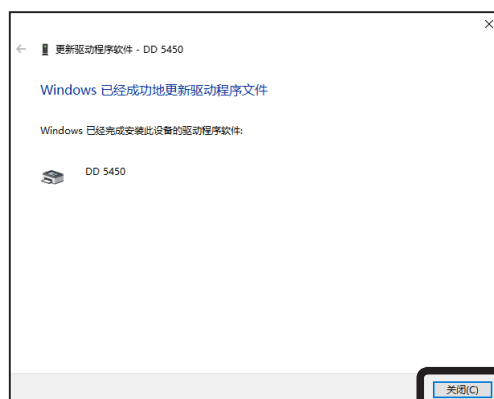 更新驱动程序软件 - DD 5450
Windows 已经成功地更新驱动程序文件
Windows 已经完成安装此设备的驱动程序软件:
DD 5450
关闭(C)